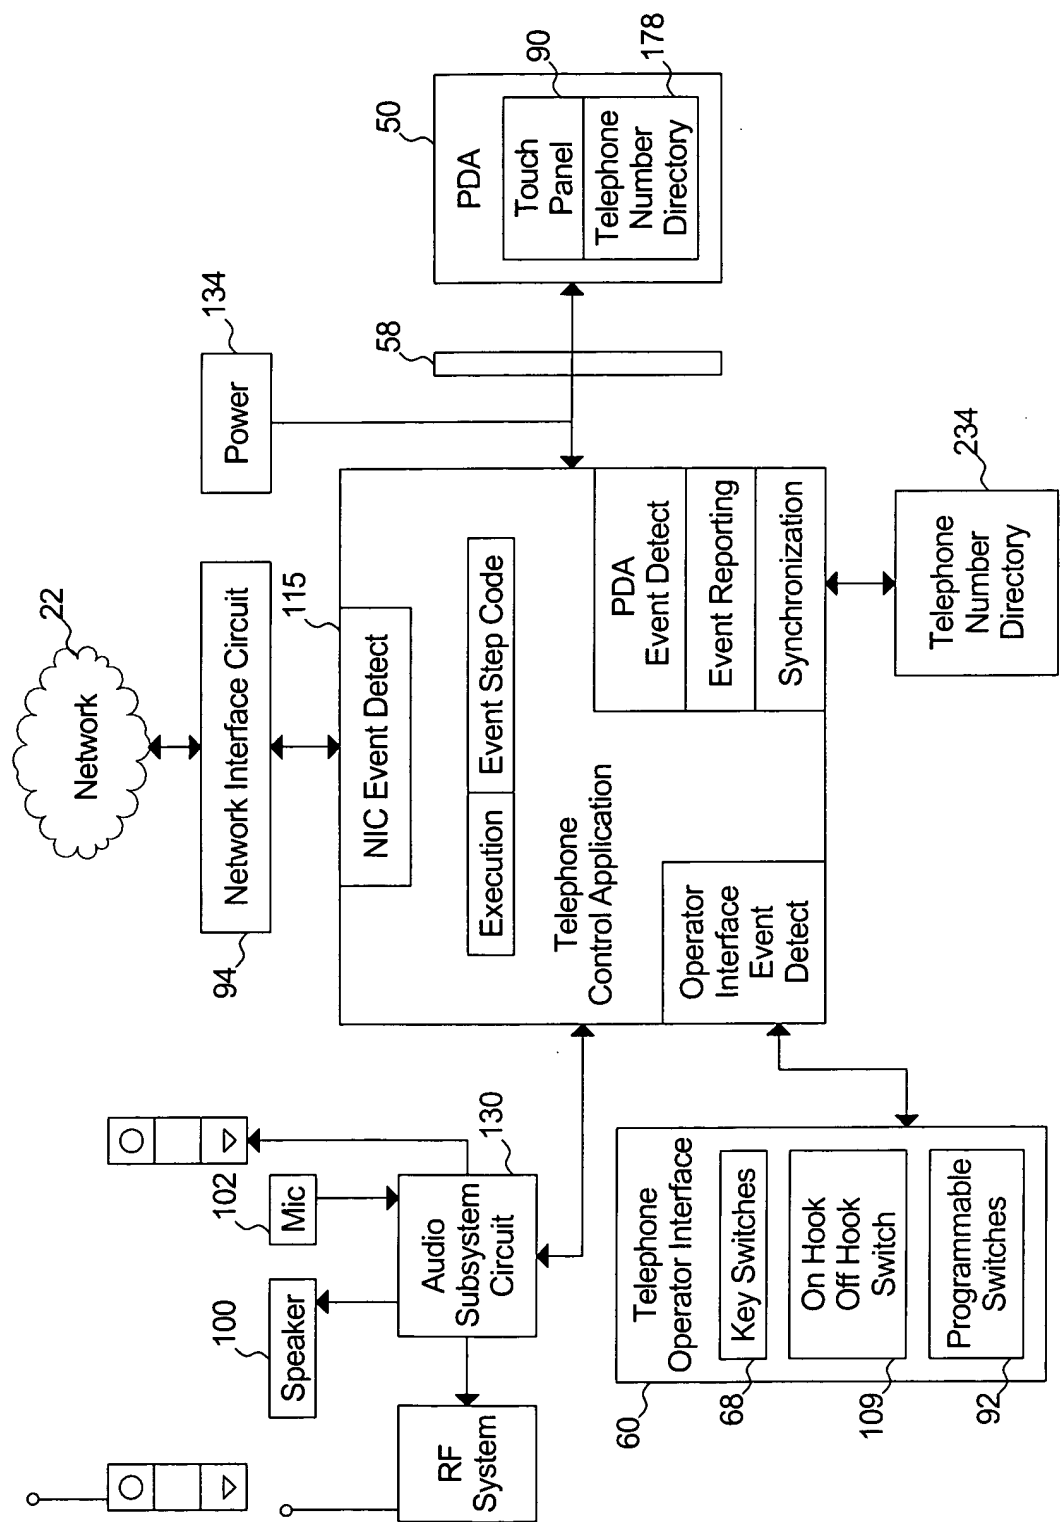 22
Network
94
Network Interface Circuit
134
Power
115
NIC Event Detect
Execution
Event Step Code
Telephone
Control Application
PDA
Event Detect
Event Reporting
Synchronization
Operator
Interface
Event
Detect
58
50
PDA
90
Touch
Panel
178
Telephone
Number
Directory
234
Telephone
Number
Directory
102
Mic
100
Speaker
130
Audio
Subsystem
Circuit
RF
System
60
Telephone
Operator Interface
68
Key Switches
109
On Hook
Off Hook
Switch
92
Programmable
Switches